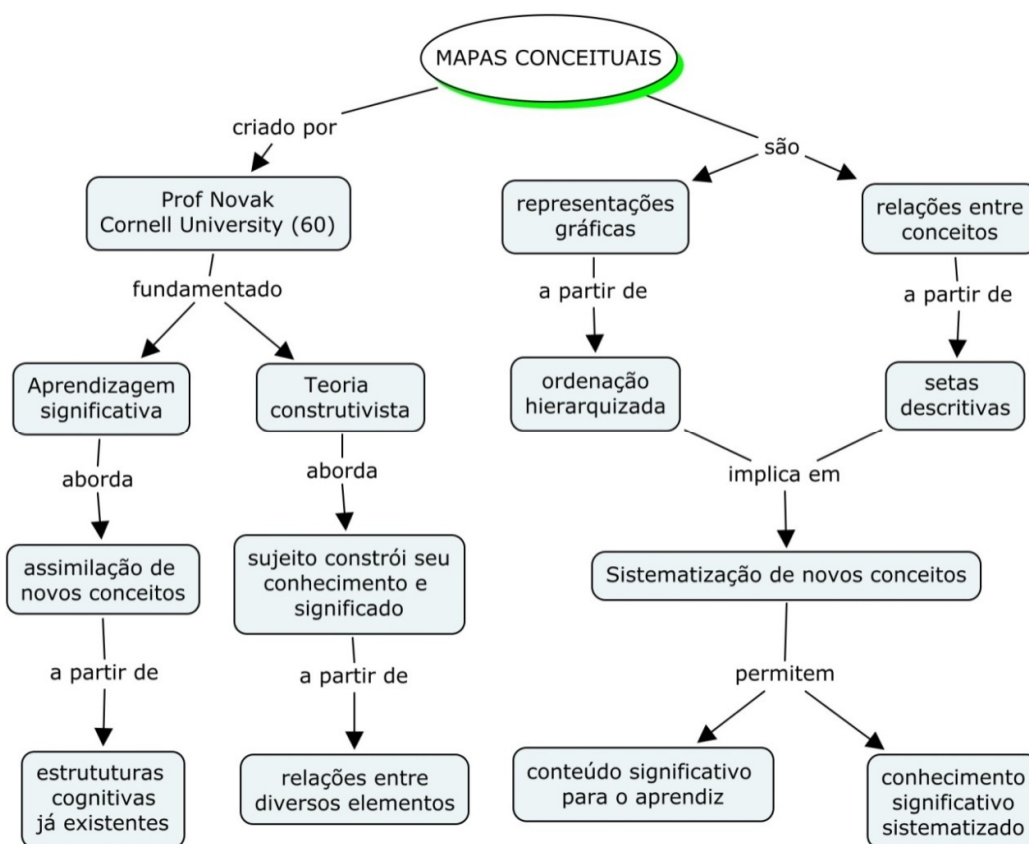 MAPAS CONCEITUAIS
criado por
são
Prof Novak
Cornell University (60)
representações
gráficas
relações entre
conceitos
fundamentado
a partir de
a partir de
Aprendizagem
significativa
Teoria
construtivista
ordenação
hierarquizada
setas
descritivas
aborda
aborda
implica em
assimilação de
novos conceitos
sujeito constrói seu
conhecimento e
significado
Sistematização de novos conceitos
a partir de
a partir de
permitem
estrututuras
cognitivas
já existentes
relações entre
diversos elementos
conteúdo significativo
para o aprendiz
conhecimento
significativo
sistematizado